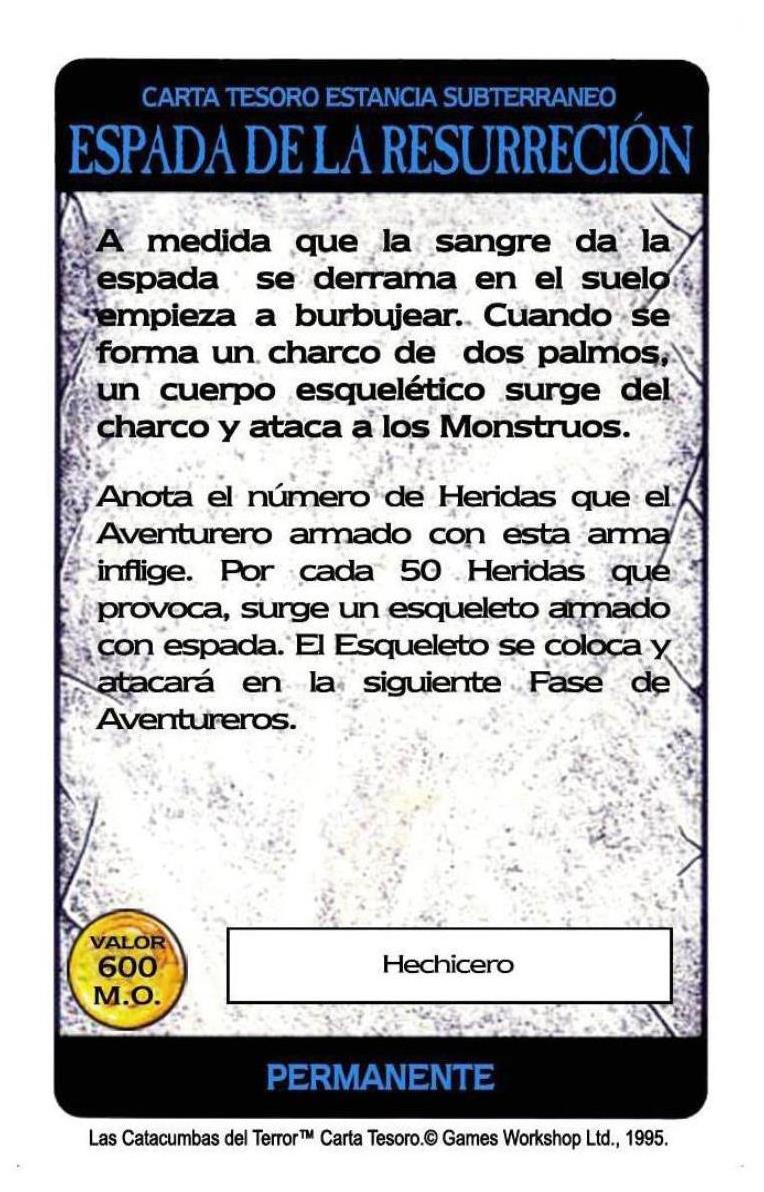 CARTA TESORO ESTANCIA SUBTERRANEO
ESPADA DE LA RESURRECIÓN
A medida que la sangre da la
espada se derrama en el suelo
empieza a burbujear. Cuando se
forma un charco de dos palmos,
un cuerpo esquelético surge del
charco y ataca a los Monstruos.
Anota el número de Heridas que el
Aventurero armado con esta arma
inflige. Por cada 50 Heridas que
provoca, surge un esqueleto armado
con espada. El Esqueleto se coloca y
atacará en la siguiente Fase de
Aventureros.
VALOR
600
M.O.
Hechicero
PERMANENTE
Las Catacumbas del Terror™ Carta Tesoro.© Games Workshop Ltd., 1995.